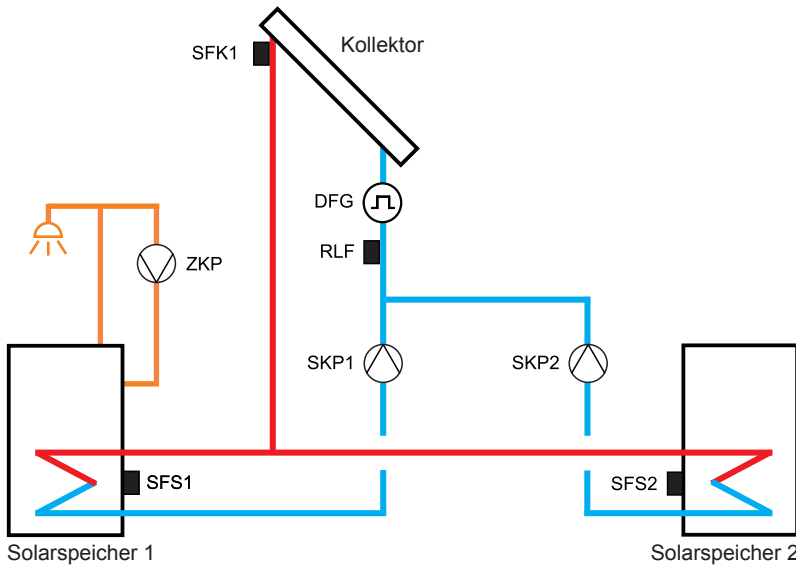 SFK1
Kollektor
DFG
RLF
ZKP
SKP1
SKP2
SFS1
SFS2
Solarspeicher 1
Solarspeicher 2